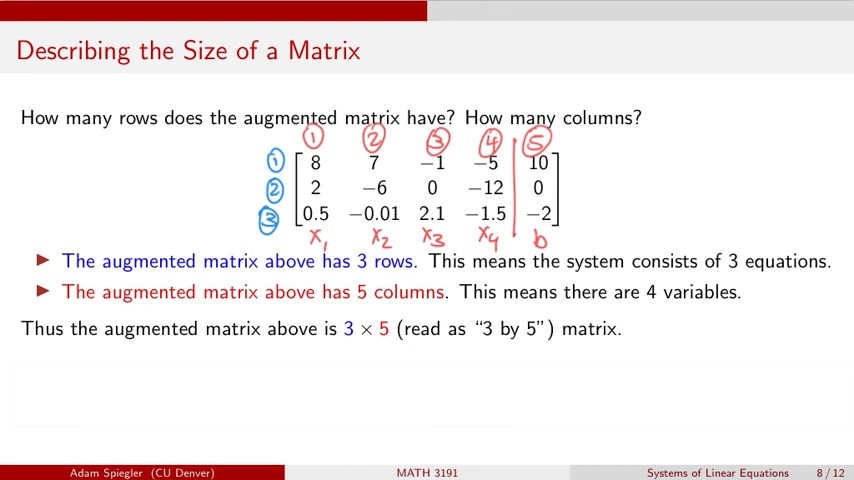 Describing the Size of a Matrix
How many rows does the augmented matrix have? How many columns?
① ② ③ ④ ⑤
① 8 7 −1 −5 10
② 2 −6 0 −12 0
③ 0.5 −0.01 2.1 −1.5 −2
x₁ x₂ x₃ x₄ b
The augmented matrix above has 3 rows. This means the system consists of 3 equations.
The augmented matrix above has 5 columns. This means there are 4 variables.
Thus the augmented matrix above is 3 × 5 (read as “3 by 5”) matrix.
Adam Spiegler (CU Denver) MATH 3191 Systems of Linear Equations 8 / 12